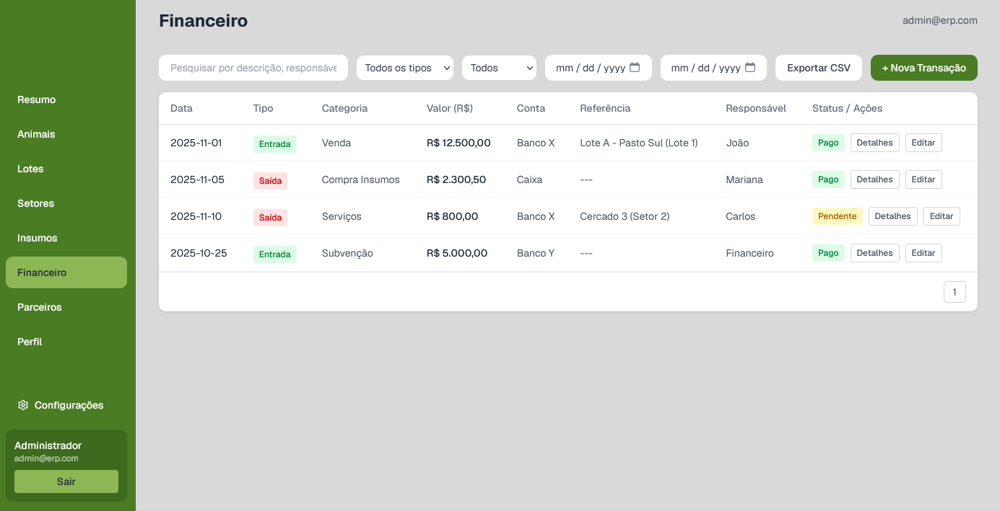 Resumo
Animais
Lotes
Setores
Insumos
Financeiro
Parceiros
Perfil
Configurações
Administrador
admin@erp.com
Sair
Financeiro
admin@erp.com
Pesquisar por descrição, responsáve
Todos os tipos
Todos
mm / dd / yyyy
mm / dd / yyyy
Exportar CSV
+ Nova Transação
Data Tipo Categoria Valor (R$) Conta Referência Responsável Status / Ações
2025-11-01 Entrada Venda R$ 12.500,00 Banco X Lote A - Pasto Sul (Lote 1) João Pago Detalhes Editar
2025-11-05 Saída Compra Insumos R$ 2.300,50 Caixa --- Mariana Pago Detalhes Editar
2025-11-10 Saída Serviços R$ 800,00 Banco X Cercado 3 (Setor 2) Carlos Pendente Detalhes Editar
2025-10-25 Entrada Subvenção R$ 5.000,00 Banco Y --- Financeiro Pago Detalhes Editar
1